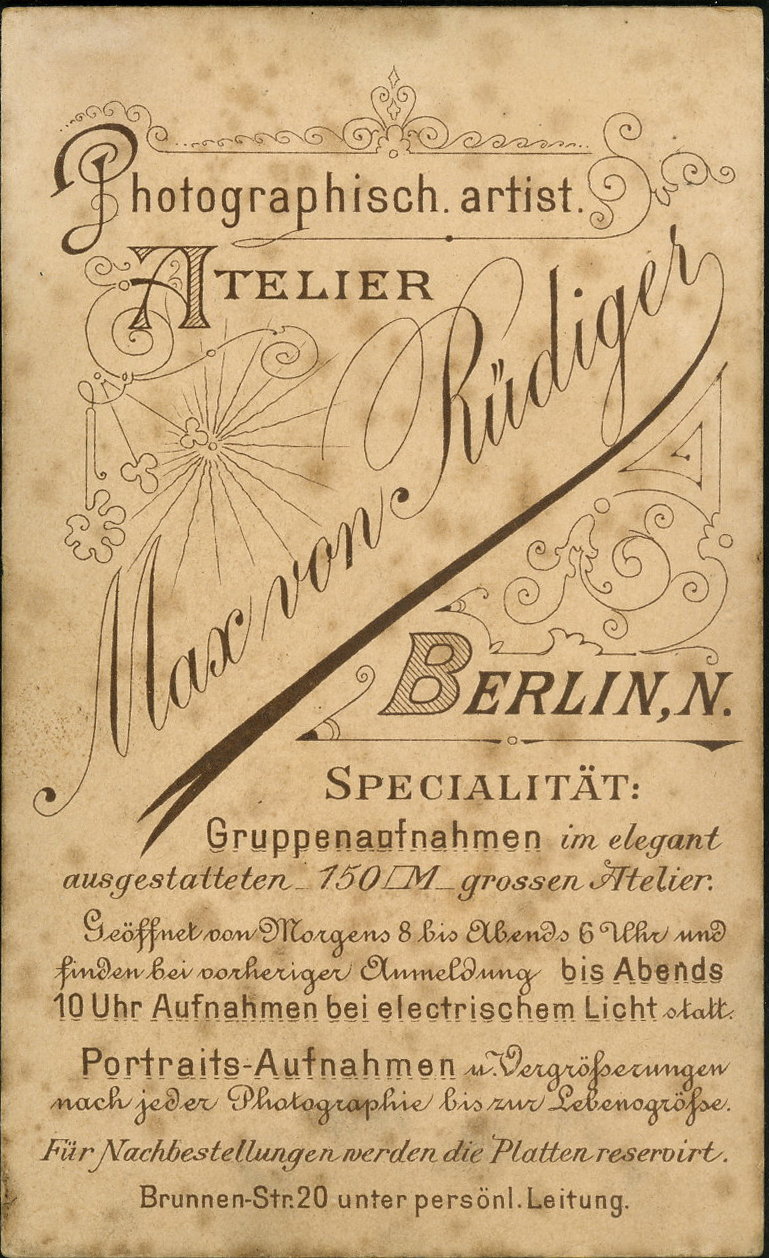 Photographisch. artist.
ATELIER
Max von Rüdiger
BERLIN, N.
SPECIALITÄT:
Gruppenaufnahmen im elegant
ausgestatteten 150□M grossen Atelier.
Geöffnet von Morgens 8 bis Abends 6 Uhr und
finden bei vorheriger Anmeldung bis Abends
10 Uhr Aufnahmen bei electrischem Licht statt.
Portraits-Aufnahmen u. Vergrößerungen
nach jeder Photographie bis zur Lebensgröße.
Für Nachbestellungen werden die Platten reservirt.
Brunnen-Str. 20 unter persönl. Leitung.